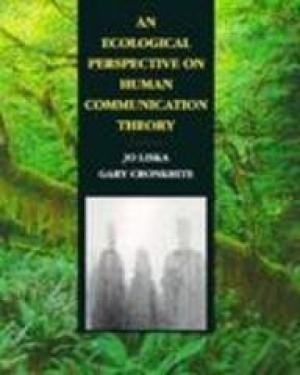 AN
ECOLOGICAL
PERSPECTIVE ON
HUMAN
COMMUNICATION
THEORY
JO LISKA
GARY CRONKHITE